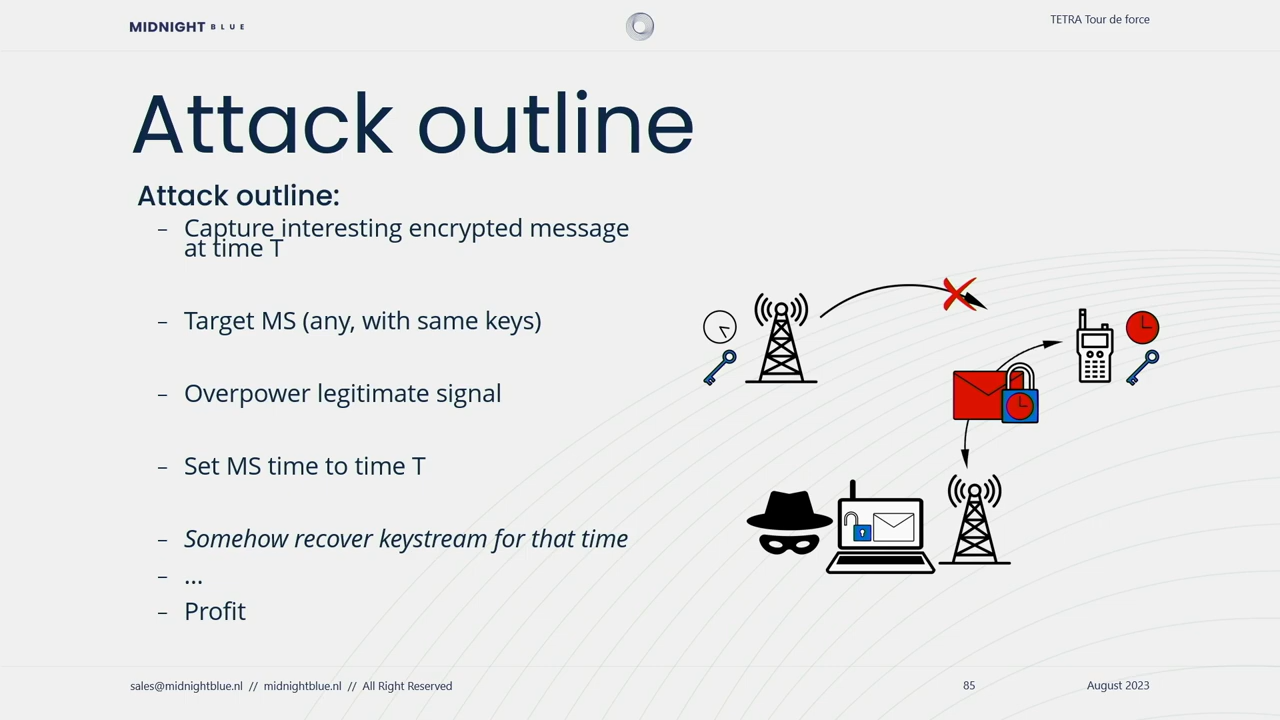 MIDNIGHT BLUE
TETRA Tour de force
Attack outline
Attack outline:
– Capture interesting encrypted message
at time T
– Target MS (any, with same keys)
– Overpower legitimate signal
– Set MS time to time T
– Somehow recover keystream for that time
– ...
– Profit
sales@midnightblue.nl // midnightblue.nl // All Right Reserved
85
August 2023